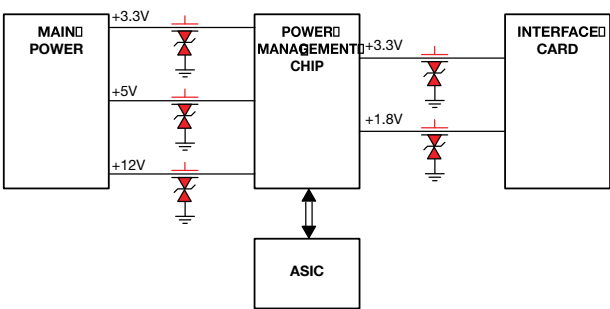 MAIN
POWER
+3.3V
+5V
+12V
POWER
MANAGEMENT
CHIP
+3.3V
+1.8V
INTERFACE
CARD
ASIC